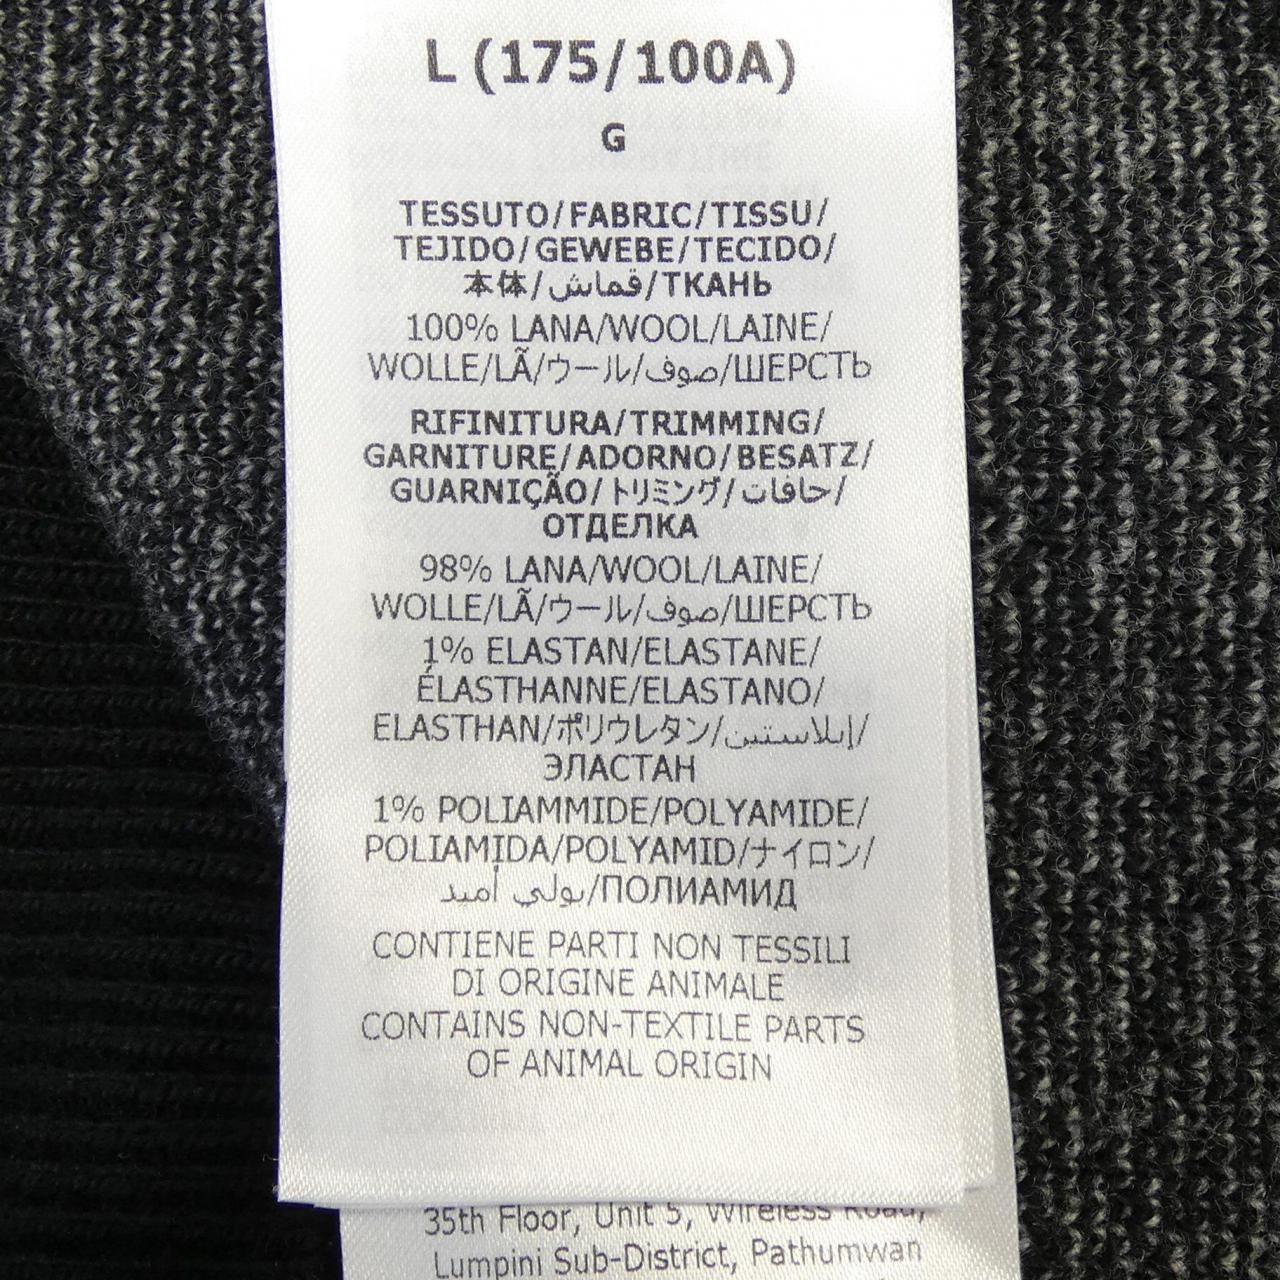 L (175/100A)
G
TESSUTO/FABRIC/TISSU/
TEJIDO/GEWEBE/TECIDO/
本体/قماش/ТКАНЬ
100% LANA/WOOL/LAINE/
WOLLE/LÃ/ウール/صوف/ШЕРСТЬ
RIFINITURA/TRIMMING/
GARNITURE/ADORNO/BESATZ/
GUARNIÇÃO/トリミング/حافات/
ОТДЕЛКА
98% LANA/WOOL/LAINE/
WOLLE/LÃ/ウール/صوف/ШЕРСТЬ
1% ELASTAN/ELASTANE/
ÉLASTHANNE/ELASTANO/
ELASTHAN/ポリウレタン/إيلاستين/
ЭЛАСТАН
1% POLIAMMIDE/POLYAMIDE/
POLIAMIDA/POLYAMID/ナイロン/
بولي أميد/ПОЛИАМИД
CONTIENE PARTI NON TESSILI
DI ORIGINE ANIMALE
CONTAINS NON-TEXTILE PARTS
OF ANIMAL ORIGIN
35th Floor, Unit 5, Wireless Road,
Lumpini Sub-District, Pathumwan